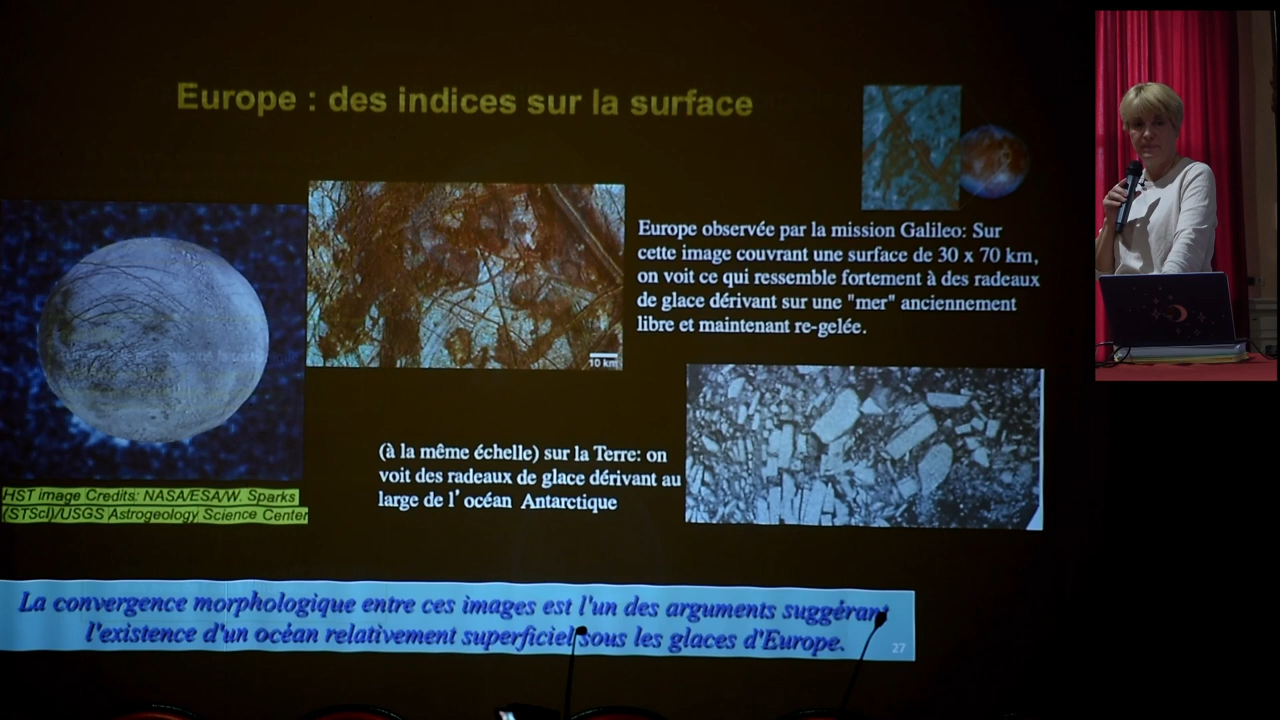 Europe : des indices sur la surface
Europe observée par la mission Galileo: Sur
cette image couvrant une surface de 30 x 70 km,
on voit ce qui ressemble fortement à des radeaux
de glace dérivant sur une "mer" anciennement
libre et maintenant re-gelée.
10 km
(à la même échelle) sur la Terre: on
voit des radeaux de glace dérivant au
large de l’océan Antarctique
HST image Credits: NASA/ESA/W. Sparks
(STScI)/USGS Astrogeology Science Center
La convergence morphologique entre ces images est l'un des arguments suggérant
l'existence d'un océan relativement superficiel sous les glaces d'Europe.
27